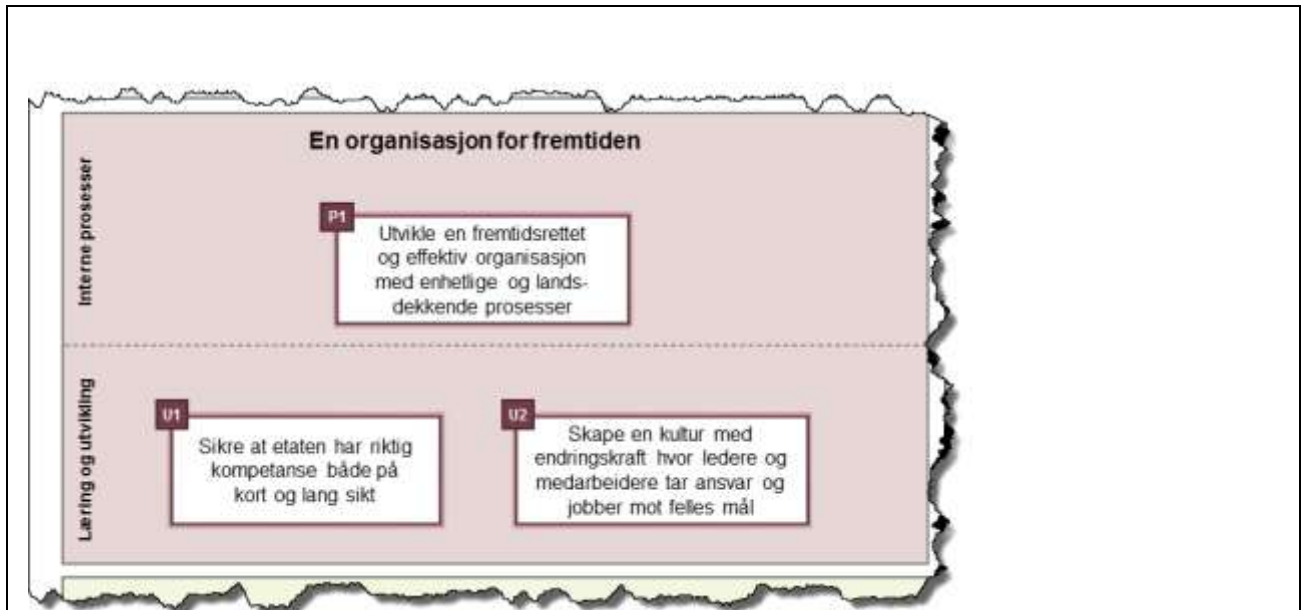 En organisasjon for fremtiden
Interne prosesser
P1
Utvikle en fremtidsrettet
og effektiv organisasjon
med enhetlige og lands-
dekkende prosesser
Læring og utvikling
U1
Sikre at etaten har riktig
kompetanse både på
kort og lang sikt
U2
Skape en kultur med
endringskraft hvor ledere og
medarbeidere tar ansvar og
jobber mot felles mål